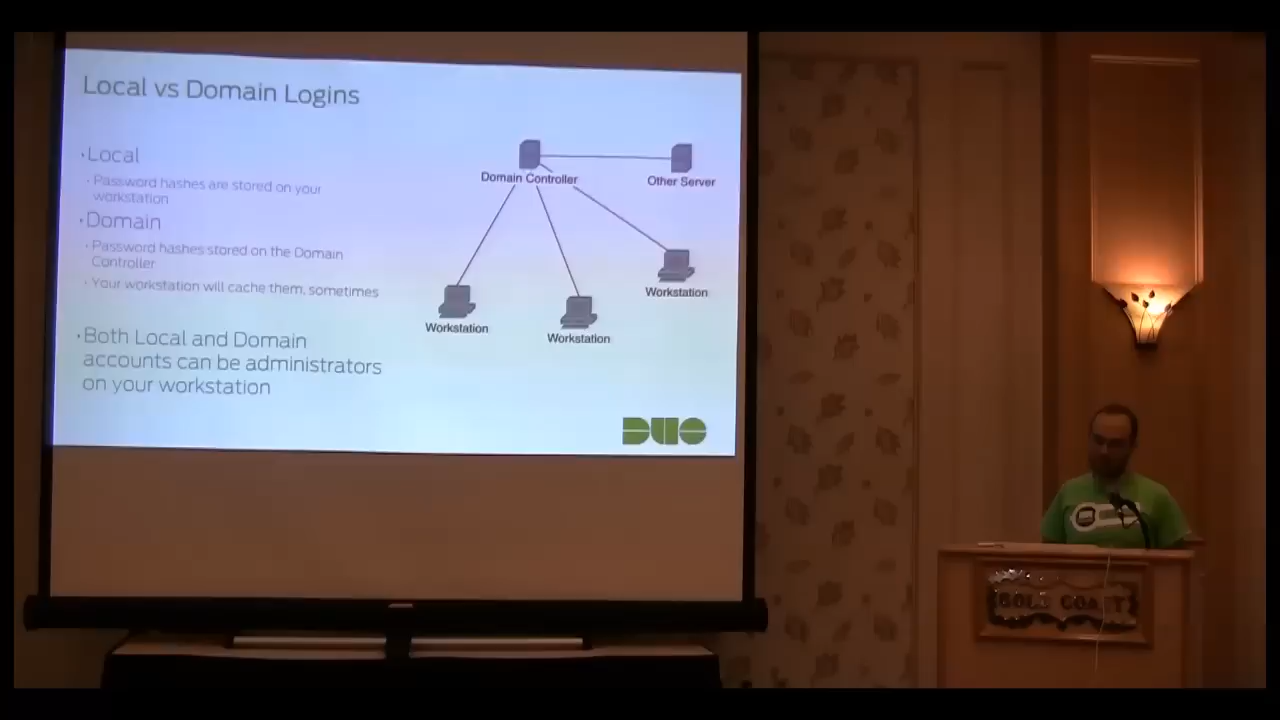 Local vs Domain Logins
·Local
· Password hashes are stored on your
workstation
·Domain
· Password hashes stored on the Domain
Controller
· Your workstation will cache them, sometimes
·Both Local and Domain
accounts can be administrators
on your workstation
Domain Controller
Other Server
Workstation
Workstation
Workstation
DUO
GOLD COAST